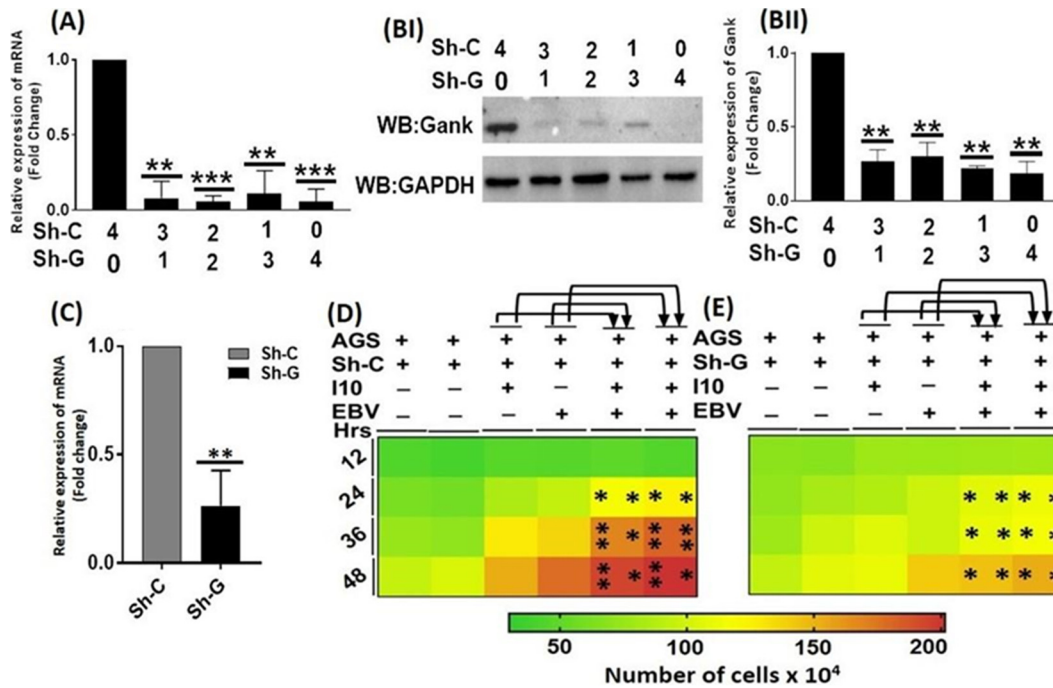 (A)
Relative expression of mRNA
(Fold Change)
1.0
0.5
0.0
** *** ** ***
Sh-C 4 3 2 1 0
Sh-G 0 1 2 3 4
(BI)
Sh-C 4 3 2 1 0
Sh-G 0 1 2 3 4
WB:Gank
WB:GAPDH
(BII)
Relative expression of Gank
(Fold Change)
1.0
0.5
0.0
** ** ** **
Sh-C 4 3 2 1 0
Sh-G 0 1 2 3 4
(C)
Relative expression of mRNA
(Fold change)
1.0
0.5
0.0
Sh-C
Sh-G
**
Sh-C Sh-G
(D)
AGS + + + + + +
Sh-C + + + + + +
I10 – – + – + +
EBV – – – + + +
Hrs
12
24 * * * *
36 ** * ** **
48 ** * ** *
(E)
AGS + + + + + +
Sh-G + + + + + +
I10 – – + – + +
EBV – – – + + +
* * * *
* * * *
* * * *
50 100 150 200
Number of cells x 10⁴